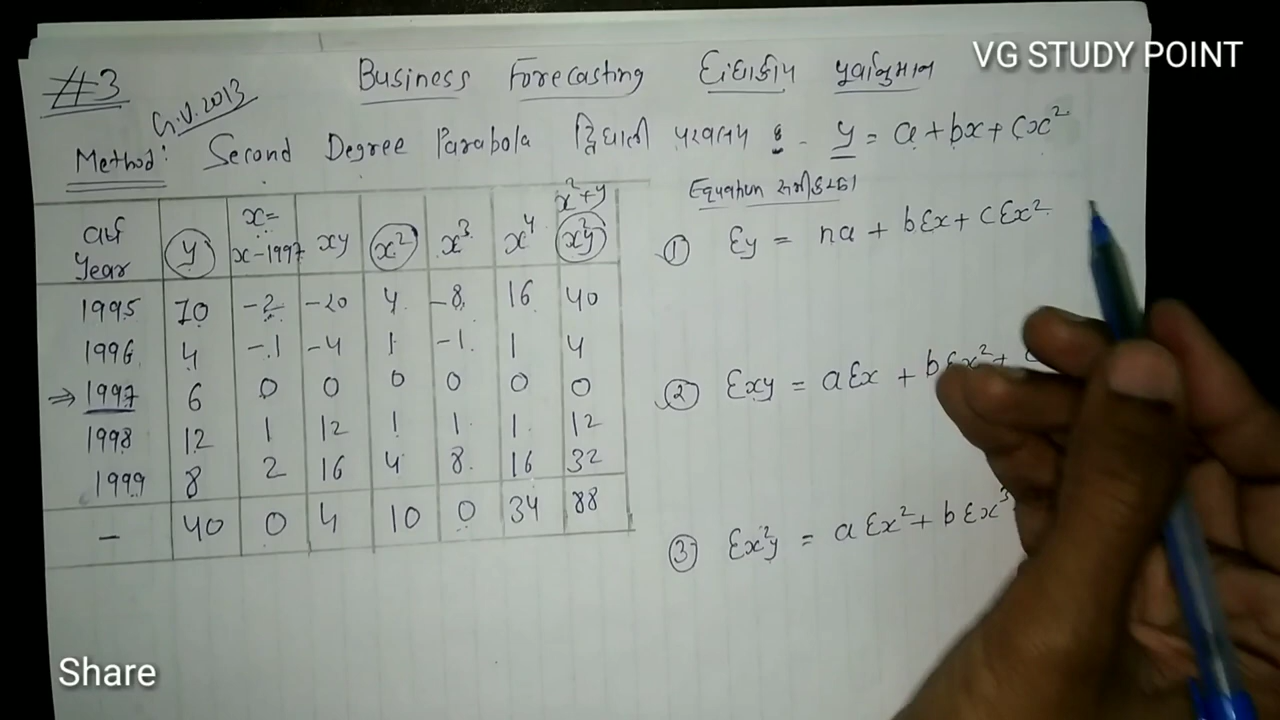 VG STUDY POINT
#3 Business Forecasting ધંધાકીય પૂર્વાનુમાન
G.U.2013
Method: Second Degree Parabola દ્વિઘાતી પરવલય : - y = a + bx + cx²
વર્ષ Year | y | x = x-1997 | xy | x² | x³ | x⁴ | x²+y x²y
1995 | 10 | -2 | -20 | 4 | -8 | 16 | 40
1996 | 4 | -1 | -4 | 1 | -1 | 1 | 4
⇒ 1997 | 6 | 0 | 0 | 0 | 0 | 0 | 0
1998 | 12 | 1 | 12 | 1 | 1 | 1 | 12
1999 | 8 | 2 | 16 | 4 | 8 | 16 | 32
- | 40 | 0 | 4 | 10 | 0 | 34 | 88
Equation સમીકરણ
① Σy = na + bΣx + cΣx²
② Σxy = aΣx + bΣx² + c
③ Σx²y = aΣx² + bΣx³
Share